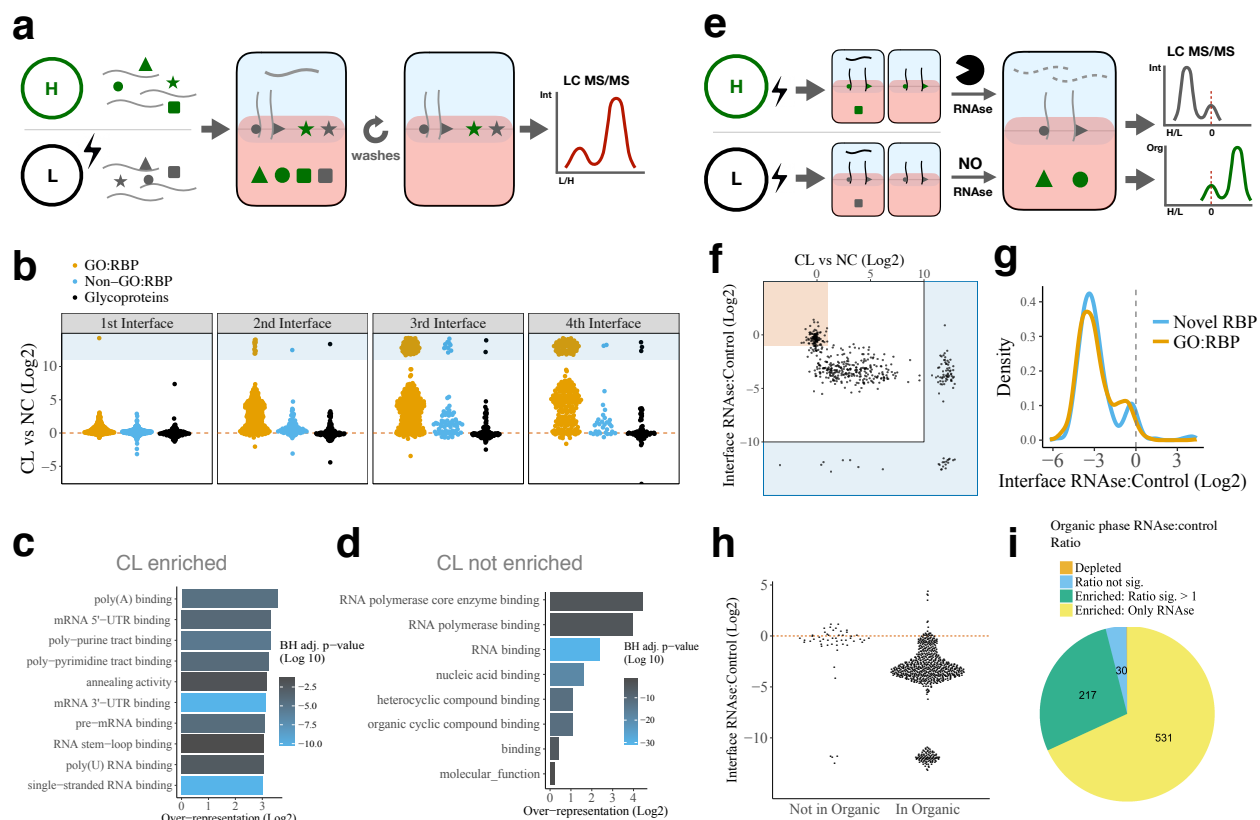 a
H
L
washes
LC MS/MS
Int
L/H
b
GO:RBP
Non−GO:RBP
Glycoproteins
1st Interface
2nd Interface
3rd Interface
4th Interface
CL vs NC (Log2)
10
5
0
−5
c
CL enriched
poly(A) binding
mRNA 5'−UTR binding
poly−purine tract binding
poly−pyrimidine tract binding
annealing activity
mRNA 3'−UTR binding
pre−mRNA binding
RNA stem−loop binding
poly(U) RNA binding
single−stranded RNA binding
0 1 2 3
Over−representation (Log2)
BH adj. p−value
(Log 10)
−2.5
−5.0
−7.5
−10.0
d
CL not enriched
RNA polymerase core enzyme binding
RNA polymerase binding
RNA binding
nucleic acid binding
heterocyclic compound binding
organic cyclic compound binding
binding
molecular_function
0 1 2 3 4
Over−representation (Log2)
BH adj. p−value
(Log 10)
−10
−20
−30
e
H
L
RNAse
NO
RNAse
LC MS/MS
Int
H/L
0
Org
H/L
0
f
CL vs NC (Log2)
0 5 10
Interface RNAse:Control (Log2)
0
−5
−10
g
Density
0.4
0.3
0.2
0.1
0.0
−6 −3 0 3
Interface RNAse:Control (Log2)
Novel RBP
GO:RBP
h
Interface RNAse:Control (Log2)
5
0
−5
−10
Not in Organic
In Organic
i
Organic phase RNAse:control
Ratio
Depleted
Ratio not sig.
Enriched: Ratio sig. > 1
Enriched: Only RNAse
30
217
531